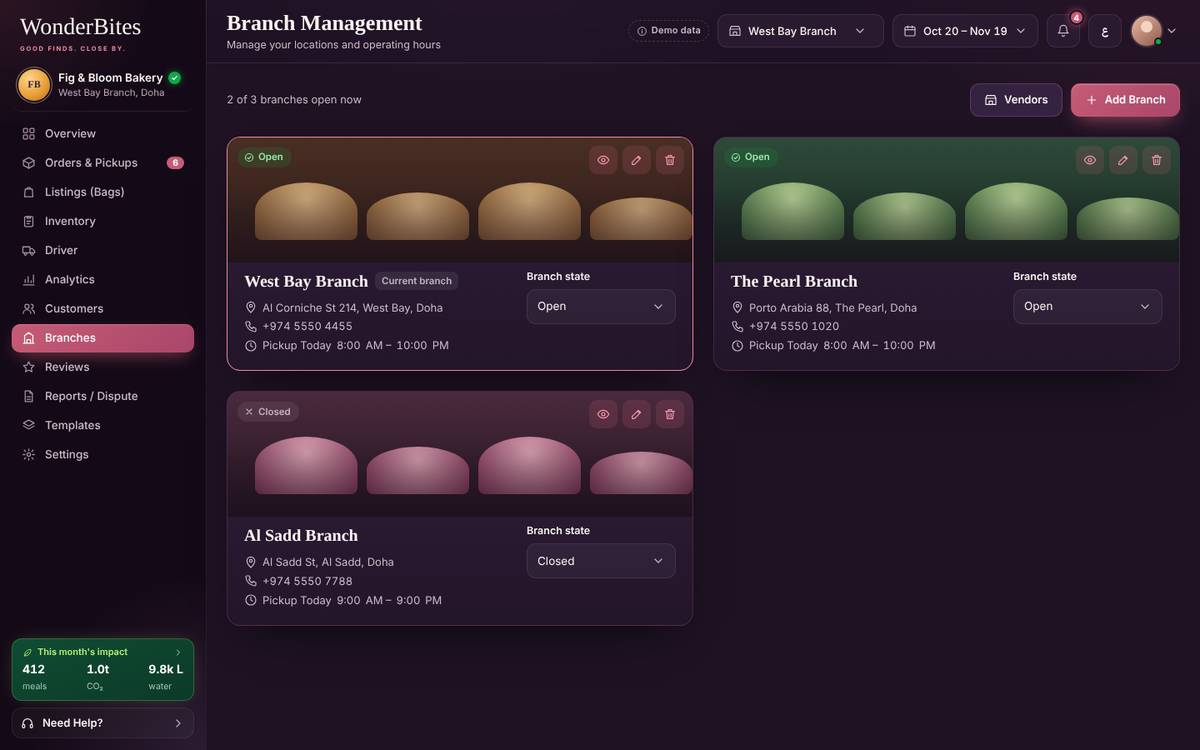 WonderBites
GOOD FINDS. CLOSE BY.
FB
Fig & Bloom Bakery
West Bay Branch, Doha
Overview
Orders & Pickups 6
Listings (Bags)
Inventory
Driver
Analytics
Customers
Branches
Reviews
Reports / Dispute
Templates
Settings
This month's impact
412 1.0t 9.8k L
meals CO₂ water
Need Help?
Branch Management
Manage your locations and operating hours
Demo data
West Bay Branch
Oct 20 – Nov 19
4
ع
2 of 3 branches open now
Vendors
Add Branch
Open
West Bay Branch Current branch
Al Corniche St 214, West Bay, Doha
+974 5550 4455
Pickup Today 8:00 AM – 10:00 PM
Branch state
Open
Open
The Pearl Branch
Porto Arabia 88, The Pearl, Doha
+974 5550 1020
Pickup Today 8:00 AM – 10:00 PM
Branch state
Open
Closed
Al Sadd Branch
Al Sadd St, Al Sadd, Doha
+974 5550 7788
Pickup Today 9:00 AM – 9:00 PM
Branch state
Closed